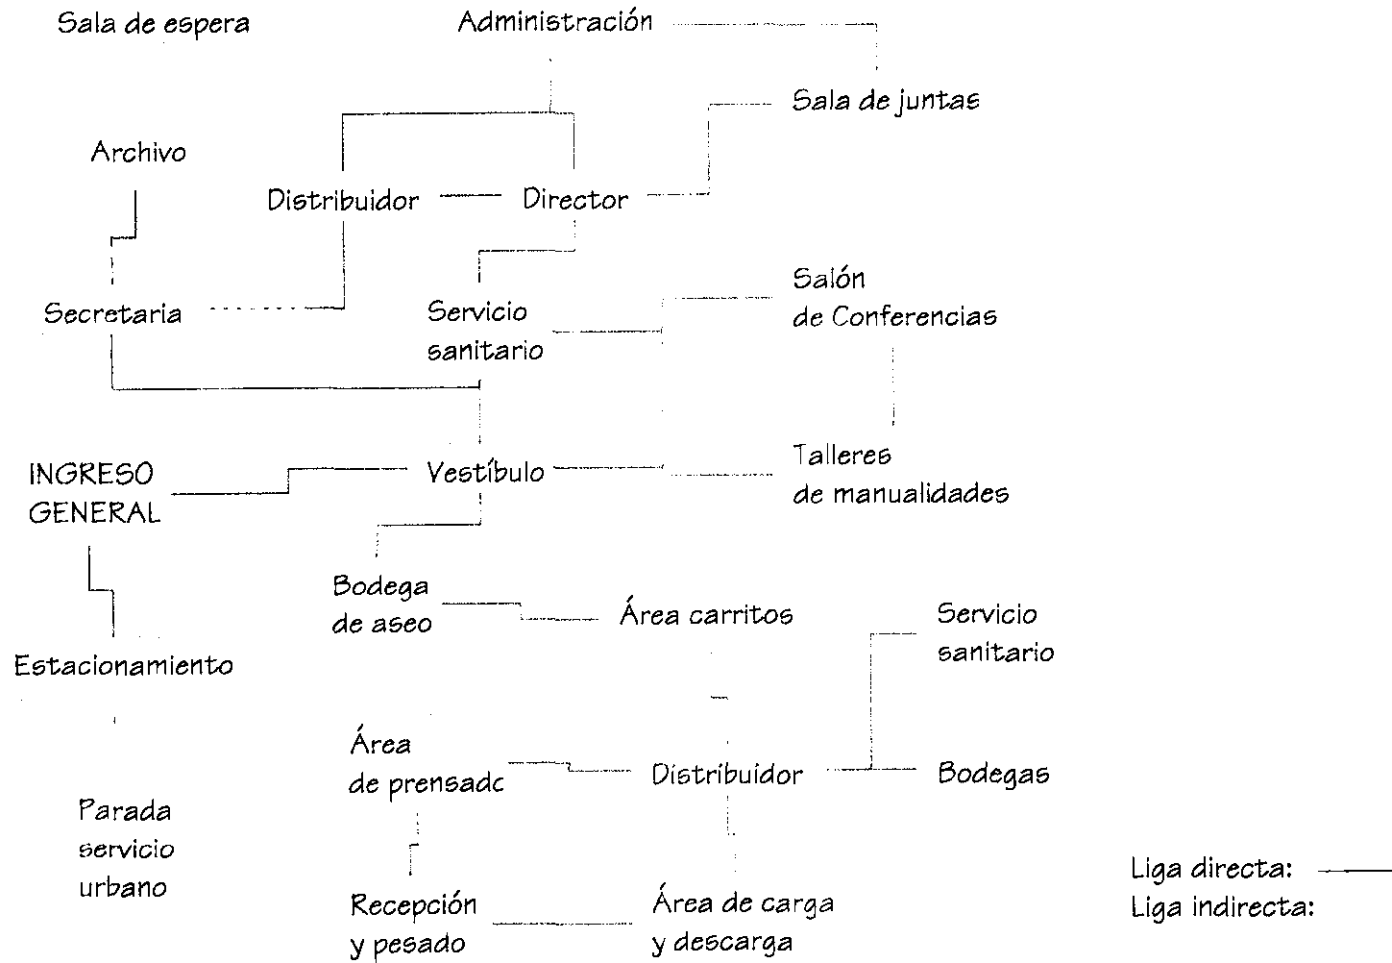 Sala de espera
Administración
Sala de juntas
Archivo
Distribuidor
Director
Salón
de Conferencias
Secretaria
Servicio
sanitario
INGRESO
GENERAL
Vestíbulo
Talleres
de manualidades
Bodega
de aseo
Área carritos
Servicio
sanitario
Estacionamiento
Área
de prensadc
Distribuidor
Bodegas
Parada
servicio
urbano
Recepción
y pesado
Área de carga
y descarga
Liga directa:
Liga indirecta: